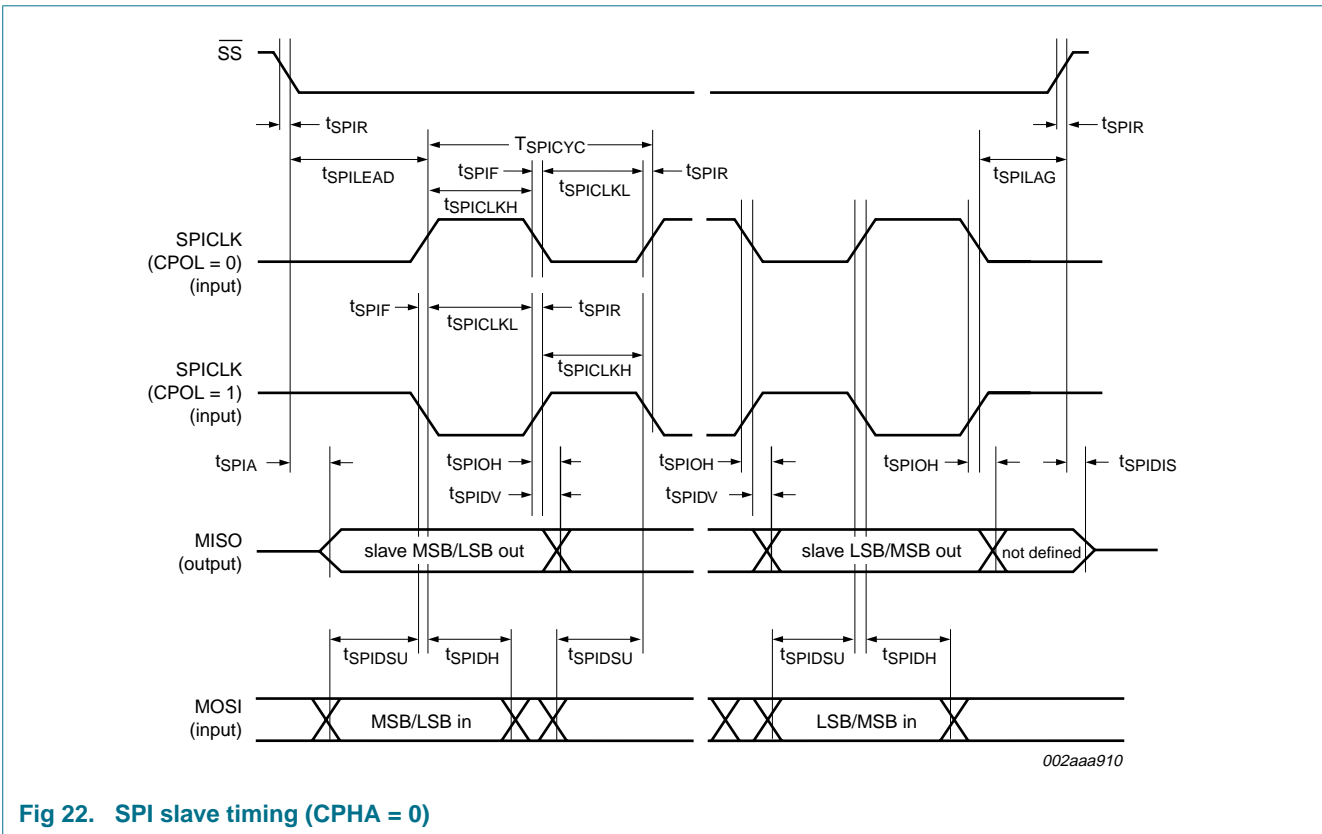 SS
tSPIR
tSPIR
TSPICYC
tSPILEAD
tSPIF
tSPICLKL
tSPIR
tSPILAG
tSPICLKH
SPICLK
(CPOL = 0)
(input)
tSPIF
tSPICLKL
tSPIR
tSPICLKH
SPICLK
(CPOL = 1)
(input)
tSPIA
tSPIOH
tSPIOH
tSPIOH
tSPIDIS
tSPIDV
tSPIDV
MISO
(output)
slave MSB/LSB out
slave LSB/MSB out
not defined
tSPIDSU
tSPIDH
tSPIDSU
tSPIDSU
tSPIDH
MOSI
(input)
MSB/LSB in
LSB/MSB in
002aaa910
Fig 22. SPI slave timing (CPHA = 0)